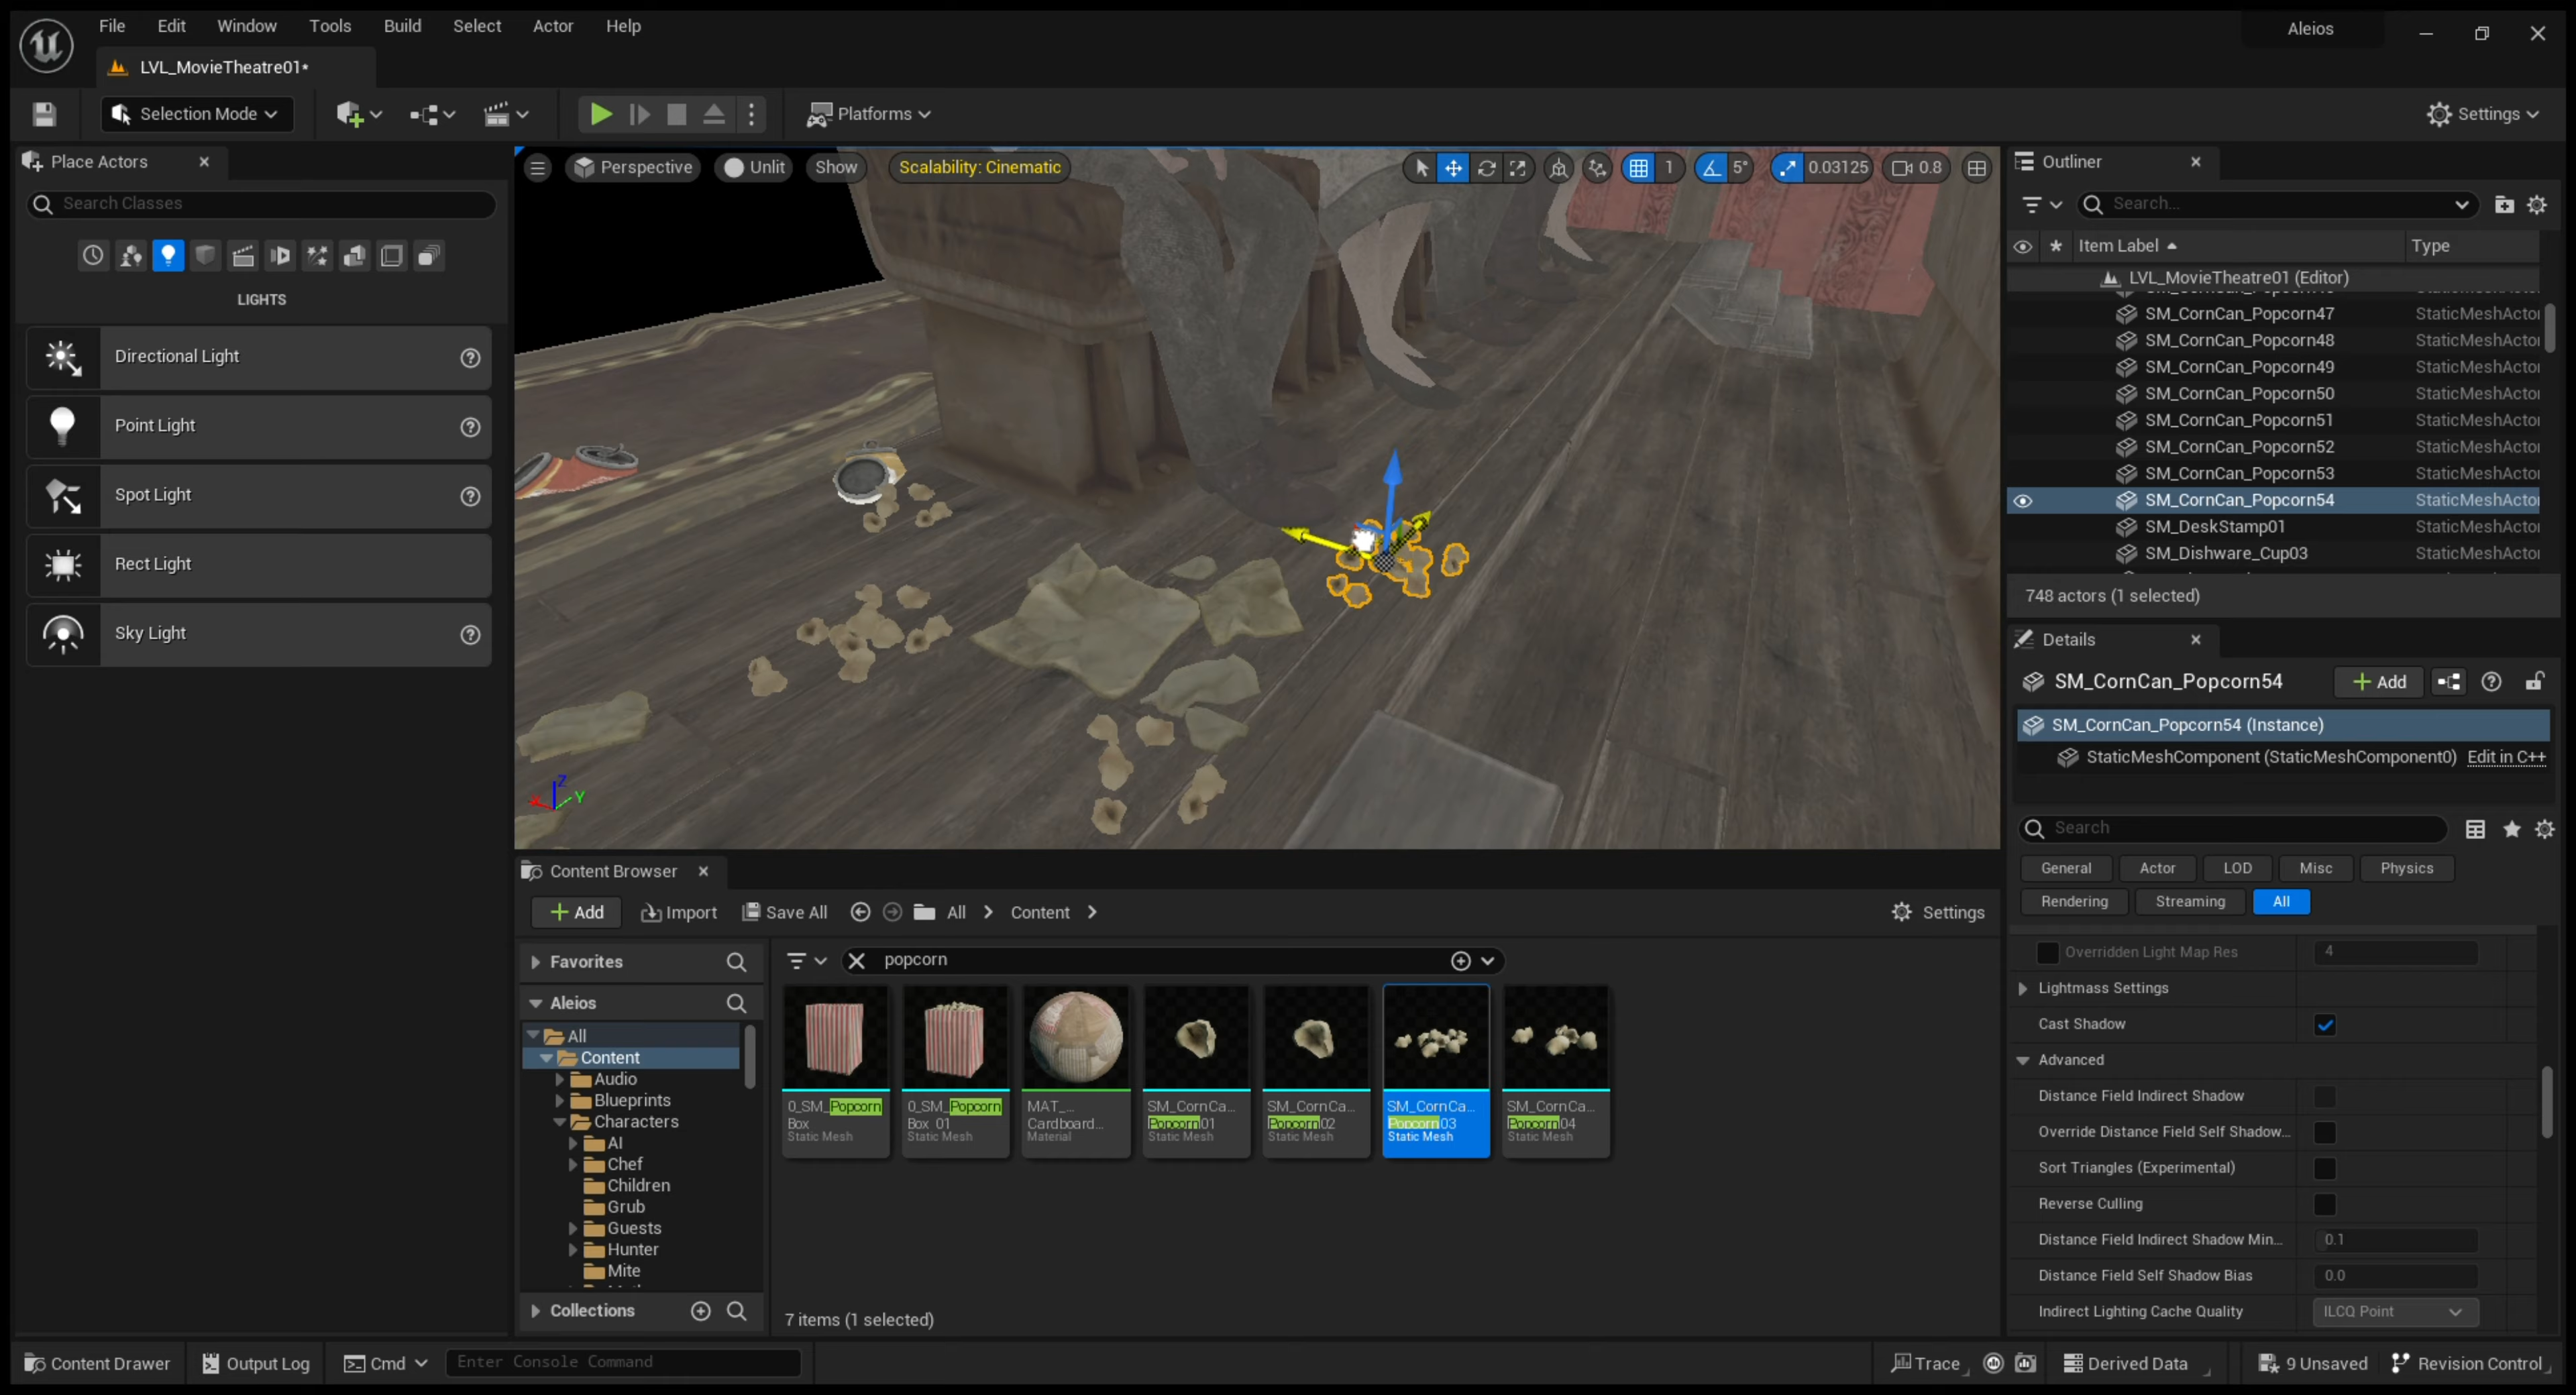 File Edit Window Tools Build Select Actor Help
Aleios
LVL_MovieTheatre01*
Selection Mode
Platforms
Settings
Place Actors
Search Classes
LIGHTS
Directional Light
Point Light
Spot Light
Rect Light
Sky Light
Perspective Unlit Show Scalability: Cinematic
1 5° 0.03125 0.8
Z
X
Y
Outliner
Search...
Item Label Type
LVL_MovieTheatre01 (Editor)
SM_CornCan_Popcorn47 StaticMeshActo
SM_CornCan_Popcorn48 StaticMeshActo
SM_CornCan_Popcorn49 StaticMeshActo
SM_CornCan_Popcorn50 StaticMeshActo
SM_CornCan_Popcorn51 StaticMeshActo
SM_CornCan_Popcorn52 StaticMeshActo
SM_CornCan_Popcorn53 StaticMeshActo
SM_CornCan_Popcorn54 StaticMeshActo
SM_DeskStamp01 StaticMeshActo
SM_Dishware_Cup03 StaticMeshActo
748 actors (1 selected)
Details
SM_CornCan_Popcorn54
Add
SM_CornCan_Popcorn54 (Instance)
StaticMeshComponent (StaticMeshComponent0) Edit in C++
Search
General Actor LOD Misc Physics
Rendering Streaming All
Overridden Light Map Res 4
Lightmass Settings
Cast Shadow
Advanced
Distance Field Indirect Shadow
Override Distance Field Self Shadow...
Sort Triangles (Experimental)
Reverse Culling
Distance Field Indirect Shadow Min... 0.1
Distance Field Self Shadow Bias 0.0
Indirect Lighting Cache Quality ILCQ Point
Content Browser
Add Import Save All All Content
Settings
Favorites
Aleios
All
Content
Audio
Blueprints
Characters
AI
Chef
Children
Grub
Guests
Hunter
Mite
Collections
popcorn
0_SM_Popcorn
Box
Static Mesh
0_SM_Popcorn
Box_01
Static Mesh
MAT_...
Cardboard...
Material
SM_CornCa...
Popcorn01
Static Mesh
SM_CornCa...
Popcorn02
Static Mesh
SM_CornCa...
Popcorn03
Static Mesh
SM_CornCa...
Popcorn04
Static Mesh
7 items (1 selected)
Content Drawer Output Log Cmd Enter Console Command
Trace Derived Data 9 Unsaved Revision Control